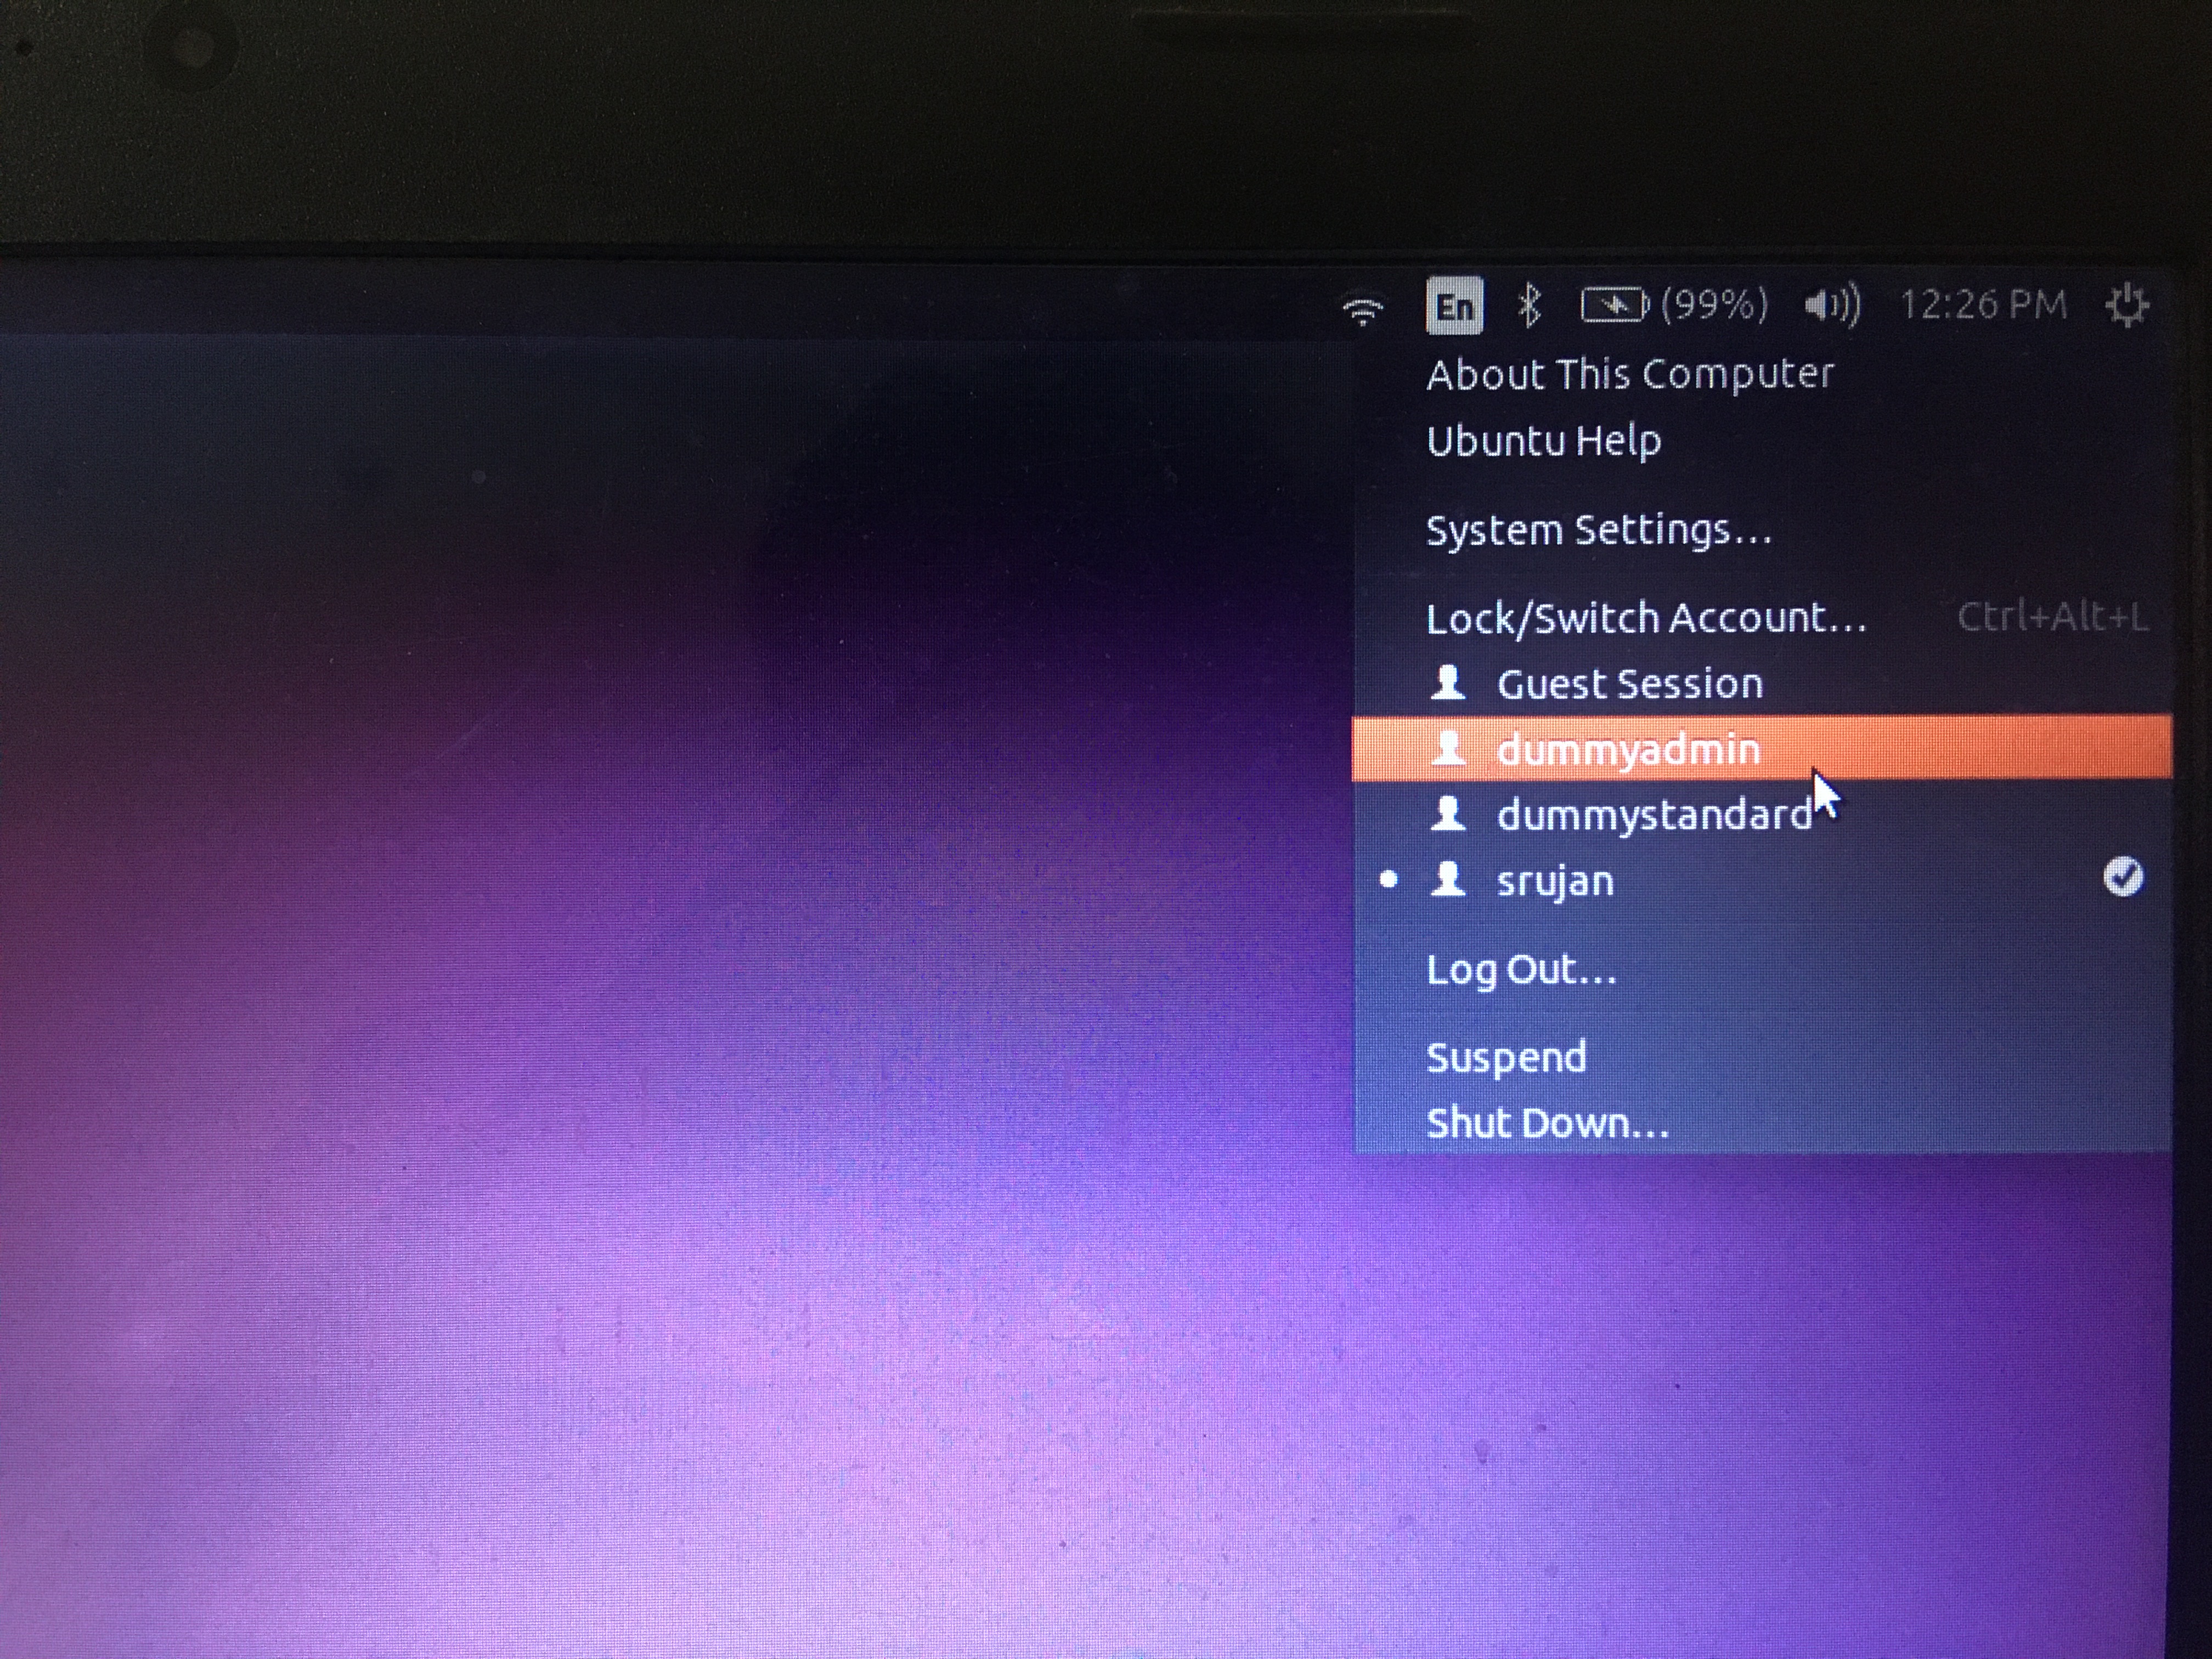 En (99%) 12:26 PM
About This Computer
Ubuntu Help
System Settings...
Lock/Switch Account... Ctrl+Alt+L
Guest Session
dummyadmin
dummystandard
srujan
Log Out...
Suspend
Shut Down...